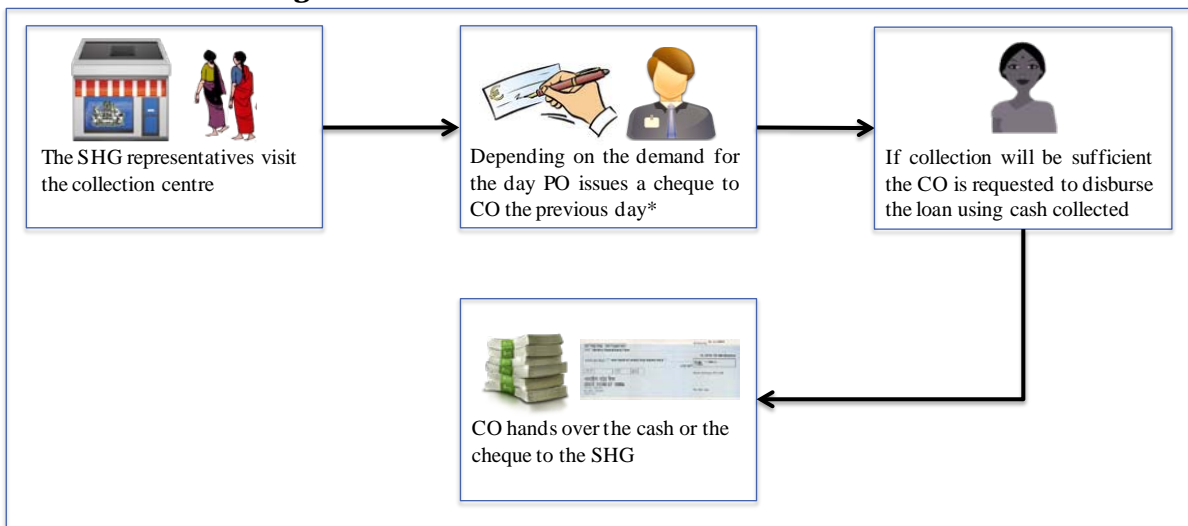 The SHG representatives visit
the collection centre
Depending on the demand for
the day PO issues a cheque to
CO the previous day*
If collection will be sufficient
the CO is requested to disburse
the loan using cash collected
CO hands over the cash or the
cheque to the SHG